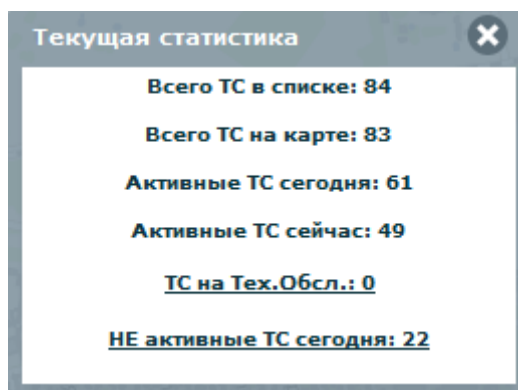 Текущая статистика
Всего ТС в списке: 84
Всего ТС на карте: 83
Активные ТС сегодня: 61
Активные ТС сейчас: 49
ТС на Тех.Обсл.: 0
НЕ активные ТС сегодня: 22